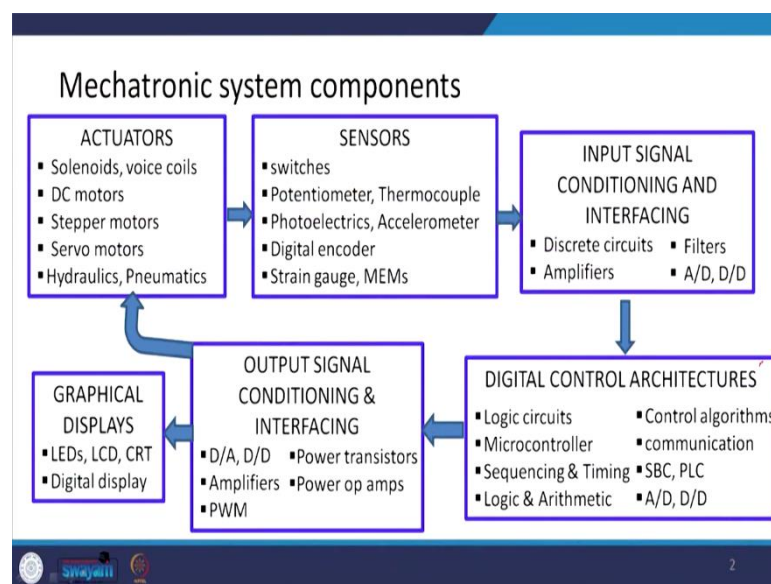 Mechatronic system components
ACTUATORS
▪ Solenoids, voice coils
▪ DC motors
▪ Stepper motors
▪ Servo motors
▪ Hydraulics, Pneumatics
SENSORS
▪ switches
▪ Potentiometer, Thermocouple
▪ Photoelectrics, Accelerometer
▪ Digital encoder
▪ Strain gauge, MEMs
INPUT SIGNAL
CONDITIONING AND
INTERFACING
▪ Discrete circuits ▪ Filters
▪ Amplifiers ▪ A/D, D/D
GRAPHICAL
DISPLAYS
▪ LEDs, LCD, CRT
▪ Digital display
OUTPUT SIGNAL
CONDITIONING &
INTERFACING
▪ D/A, D/D ▪ Power transistors
▪ Amplifiers ▪ Power op amps
▪ PWM
DIGITAL CONTROL ARCHITECTURES
▪ Logic circuits ▪ Control algorithms
▪ Microcontroller ▪ communication
▪ Sequencing & Timing ▪ SBC, PLC
▪ Logic & Arithmetic ▪ A/D, D/D
swayam
2